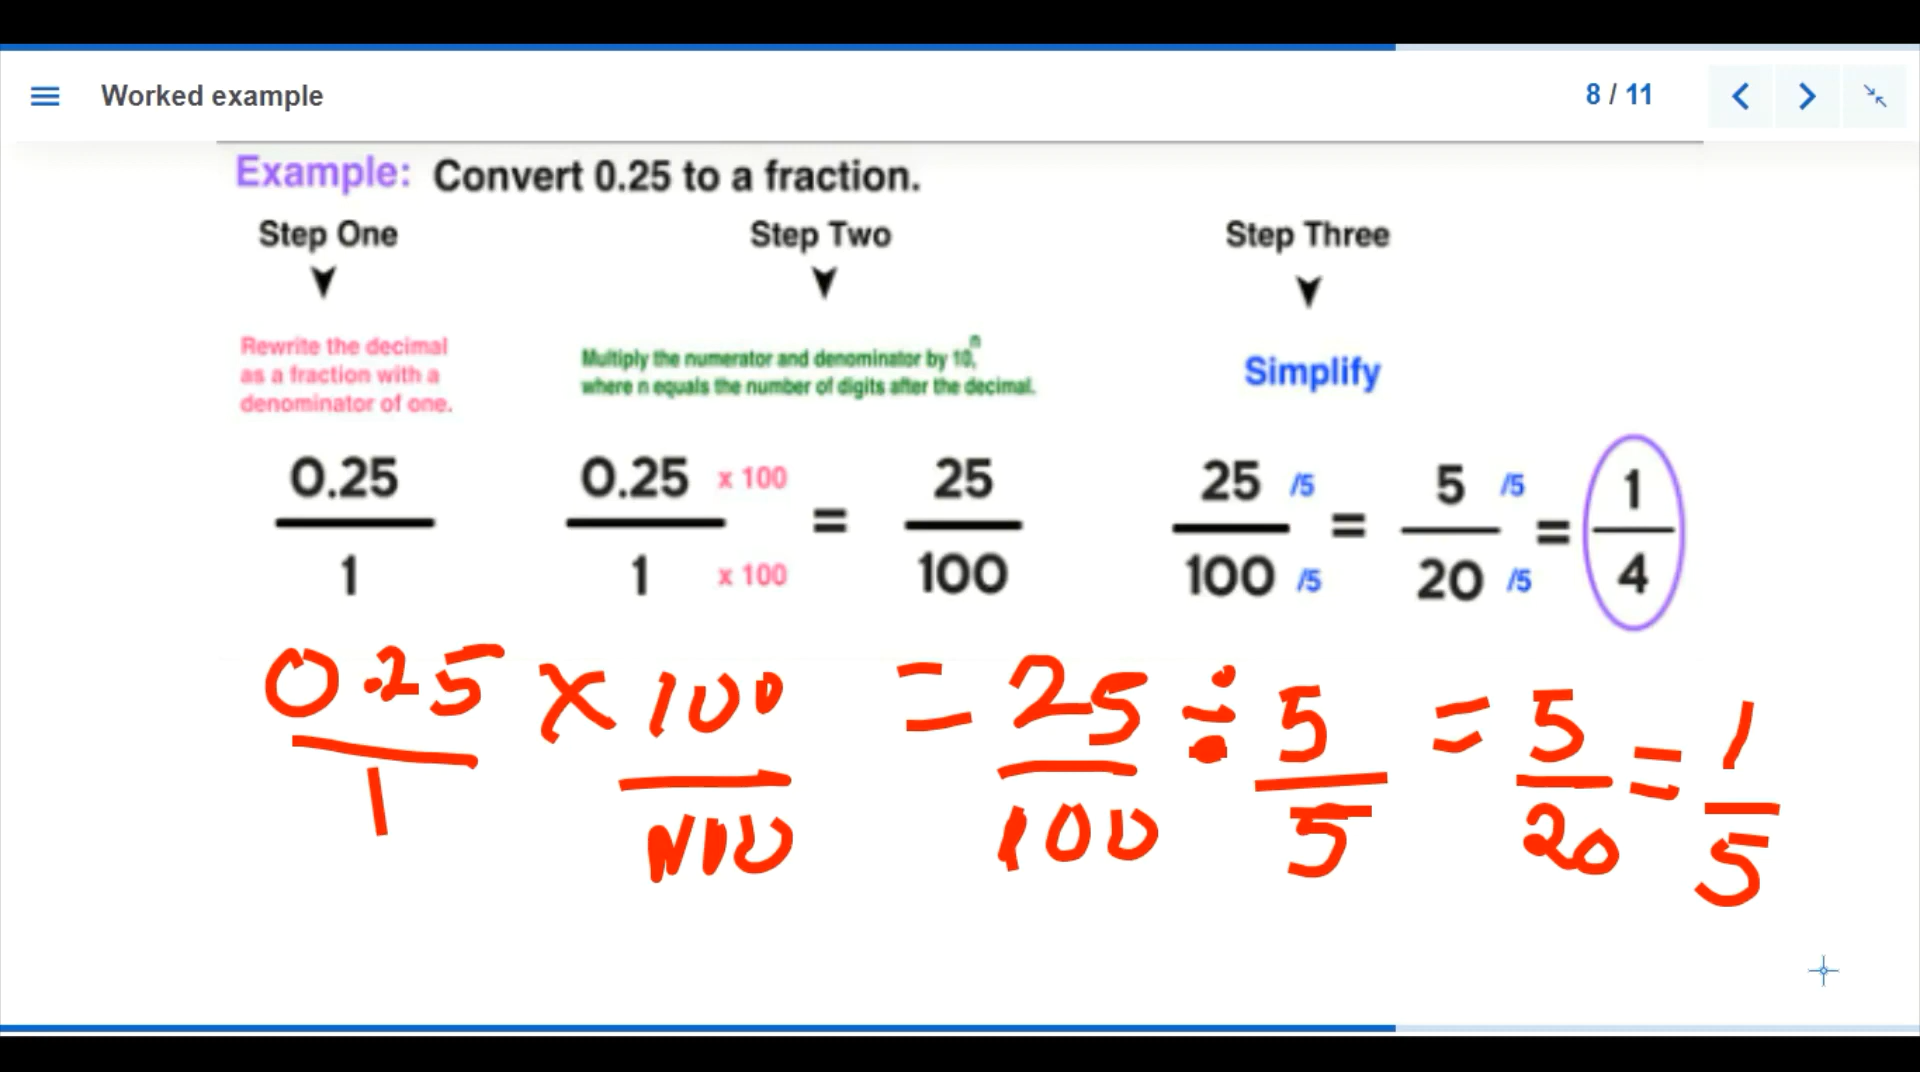 Worked example 8 / 11
Example: Convert 0.25 to a fraction.
Step One Step Two Step Three
Rewrite the decimal
as a fraction with a
denominator of one.
Multiply the numerator and denominator by 10ⁿ,
where n equals the number of digits after the decimal.
Simplify
0.25 0.25 x 100 25 25 /5 5 /5 1
= = =
1 1 x 100 100 100 /5 20 /5 4
0.25 × 100 = 25 ÷ 5 = 5 = 1
1 100 100 5 20 5